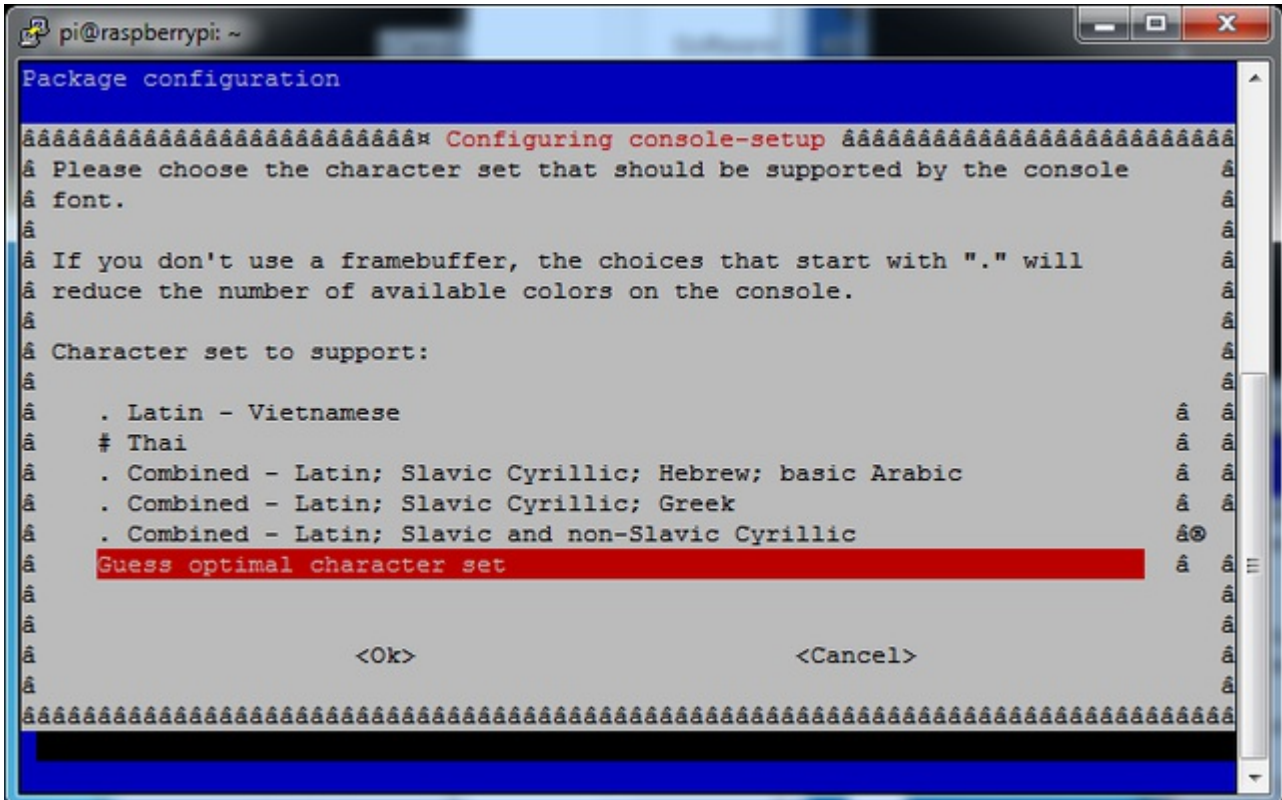 pi@raspberrypi: ~
Package configuration
ââââââââââââââââââââââââââ¤ Configuring console-setup ââââââââââââââââââââââââââ
â Please choose the character set that should be supported by the console â
â font. â
â â
â If you don't use a framebuffer, the choices that start with "." will â
â reduce the number of available colors on the console. â
â â
â Character set to support: â
â â
â . Latin - Vietnamese â â
â # Thai â â
â . Combined - Latin; Slavic Cyrillic; Hebrew; basic Arabic â â
â . Combined - Latin; Slavic Cyrillic; Greek â â
â . Combined - Latin; Slavic and non-Slavic Cyrillic â®
â Guess optimal character set â â
â â
â â
â <Ok> <Cancel> â
â â
ââââââââââââââââââââââââââââââââââââââââââââââââââââââââââââââââââââââââââââââââ